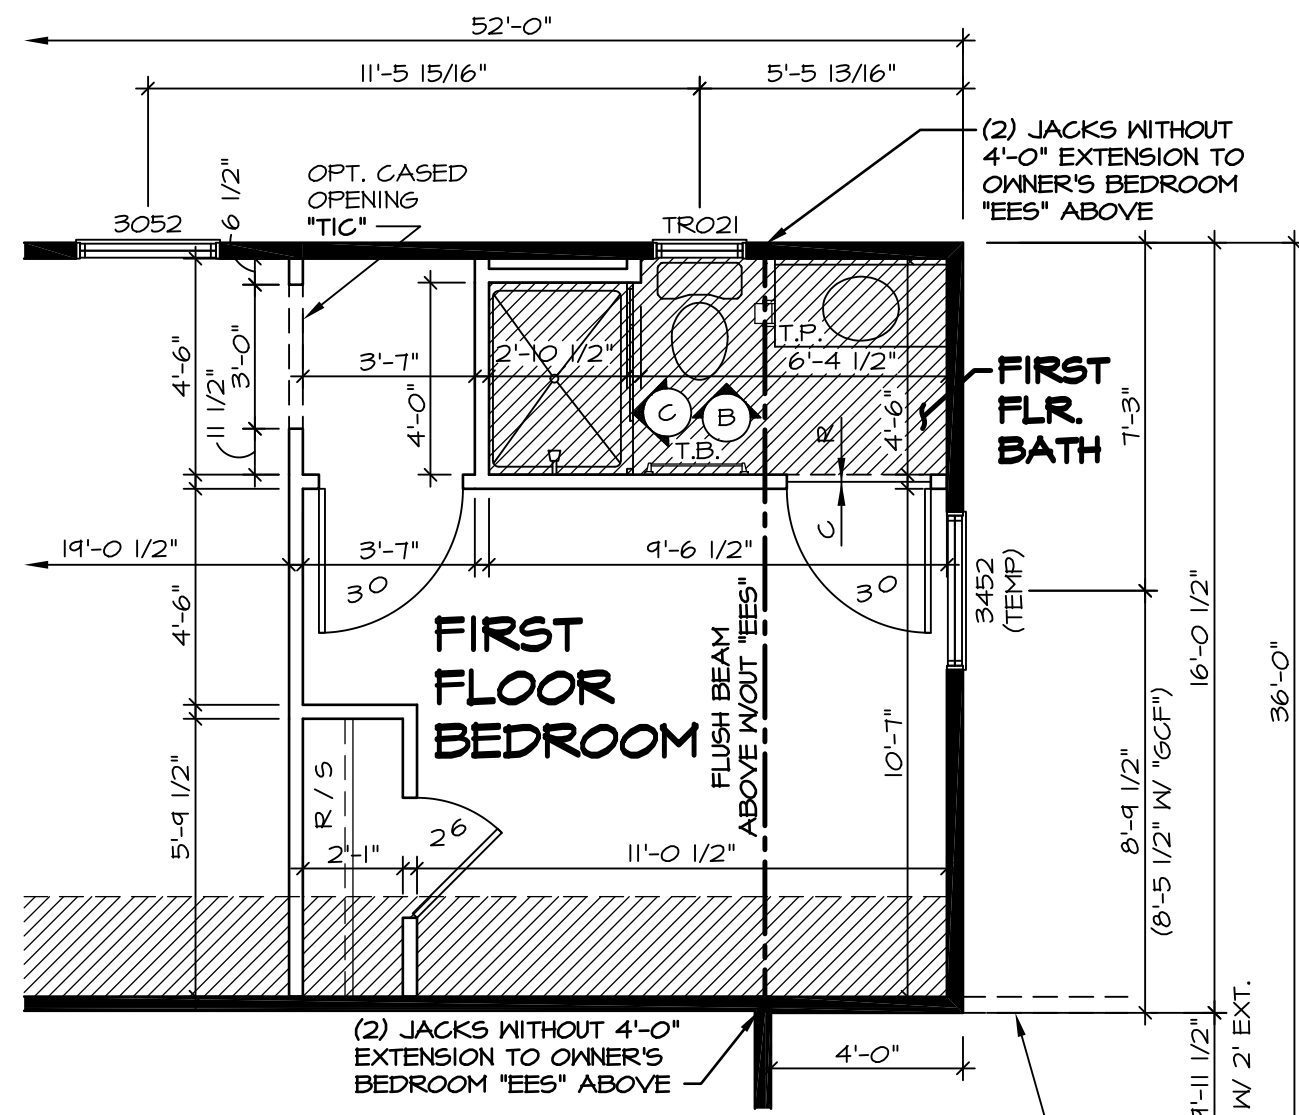 52'-0"
11'-5 15/16"
5'-5 13/16"
(2) JACKS WITHOUT
4'-0" EXTENSION TO
OWNER'S BEDROOM
"EES" ABOVE
6 1/2"
OPT. CASED
OPENING
"TIC"
3052
TR021
T.P.
4'-6"
11 1/2"
3'-0"
3'-7"
4'-0"
2'-10 1/2"
6'-4 1/2"
C
B
T.B.
R
C
4'-6"
FIRST
FLR.
BATH
7'-3"
19'-0 1/2"
3'-7"
9'-6 1/2"
30
30
3452
(TEMP)
4'-6"
FIRST
FLOOR
BEDROOM
FLUSH BEAM
ABOVE W/OUT "EES"
10'-7"
16'-0 1/2"
36'-0"
8'-9 1/2"
(8'-5 1/2" W/ "GCF")
5'-9 1/2"
R / S
26
2'-1"
11'-0 1/2"
(2) JACKS WITHOUT 4'-0"
EXTENSION TO OWNER'S
BEDROOM "EES" ABOVE
4'-0"
9'-11 1/2"
W/ 2' EXT.